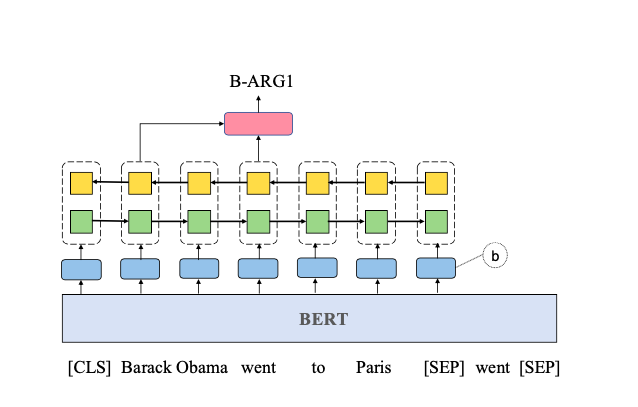 B-ARG1
b
BERT
[CLS] Barack Obama went to Paris [SEP] went [SEP]